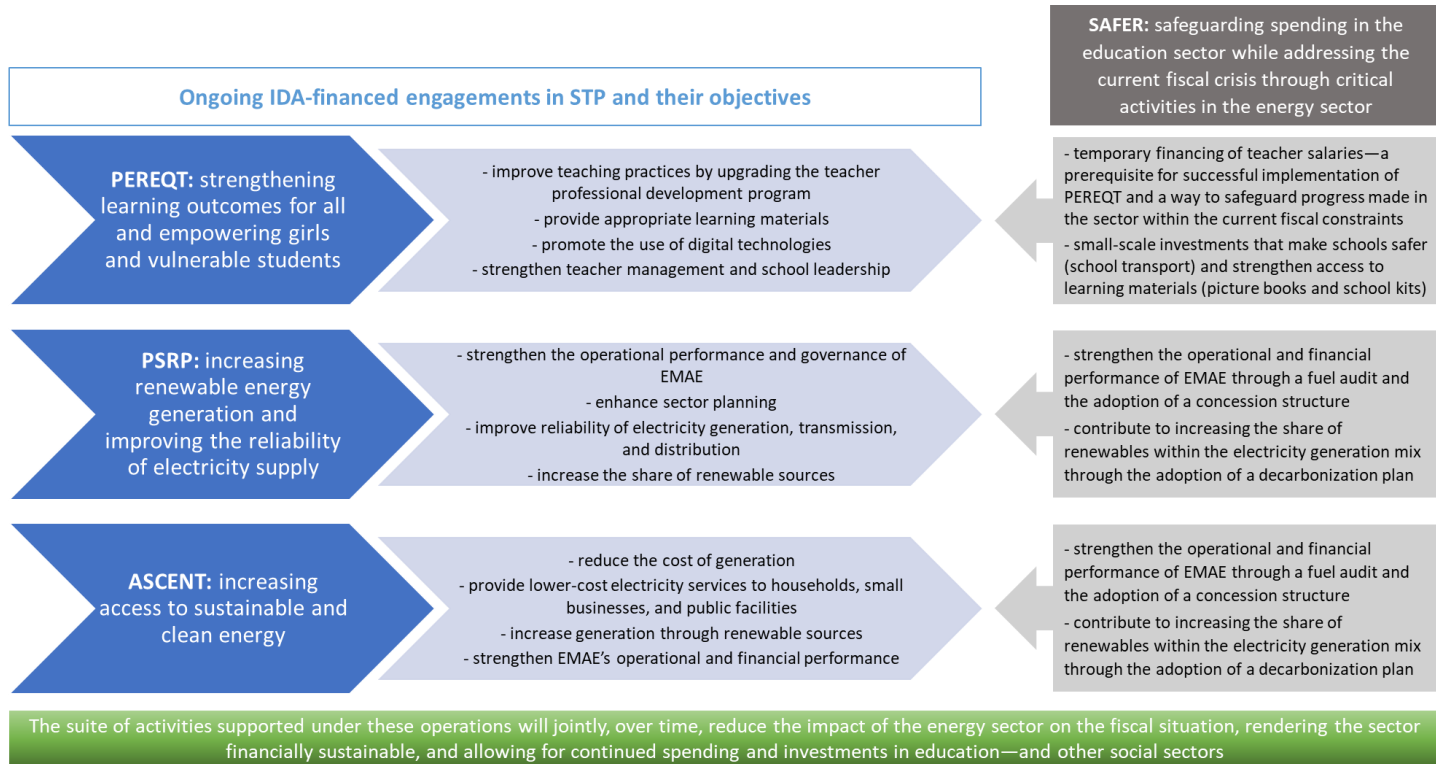 SAFER: safeguarding spending in the
education sector while addressing the
current fiscal crisis through critical
activities in the energy sector
Ongoing IDA-financed engagements in STP and their objectives
PEREQT: strengthening
learning outcomes for all
and empowering girls
and vulnerable students
- improve teaching practices by upgrading the teacher
professional development program
- provide appropriate learning materials
- promote the use of digital technologies
- strengthen teacher management and school leadership
- temporary financing of teacher salaries—a
prerequisite for successful implementation of
PEREQT and a way to safeguard progress made in
the sector within the current fiscal constraints
- small-scale investments that make schools safer
(school transport) and strengthen access to
learning materials (picture books and school kits)
PSRP: increasing
renewable energy
generation and
improving the reliability
of electricity supply
- strengthen the operational performance and governance of
EMAE
- enhance sector planning
- improve reliability of electricity generation, transmission,
and distribution
- increase the share of renewable sources
- strengthen the operational and financial
performance of EMAE through a fuel audit and
the adoption of a concession structure
- contribute to increasing the share of
renewables within the electricity generation mix
through the adoption of a decarbonization plan
ASCENT: increasing
access to sustainable and
clean energy
- reduce the cost of generation
- provide lower-cost electricity services to households, small
businesses, and public facilities
- increase generation through renewable sources
- strengthen EMAE's operational and financial performance
- strengthen the operational and financial
performance of EMAE through a fuel audit and
the adoption of a concession structure
- contribute to increasing the share of
renewables within the electricity generation mix
through the adoption of a decarbonization plan
The suite of activities supported under these operations will jointly, over time, reduce the impact of the energy sector on the fiscal situation, rendering the sector
financially sustainable, and allowing for continued spending and investments in education—and other social sectors